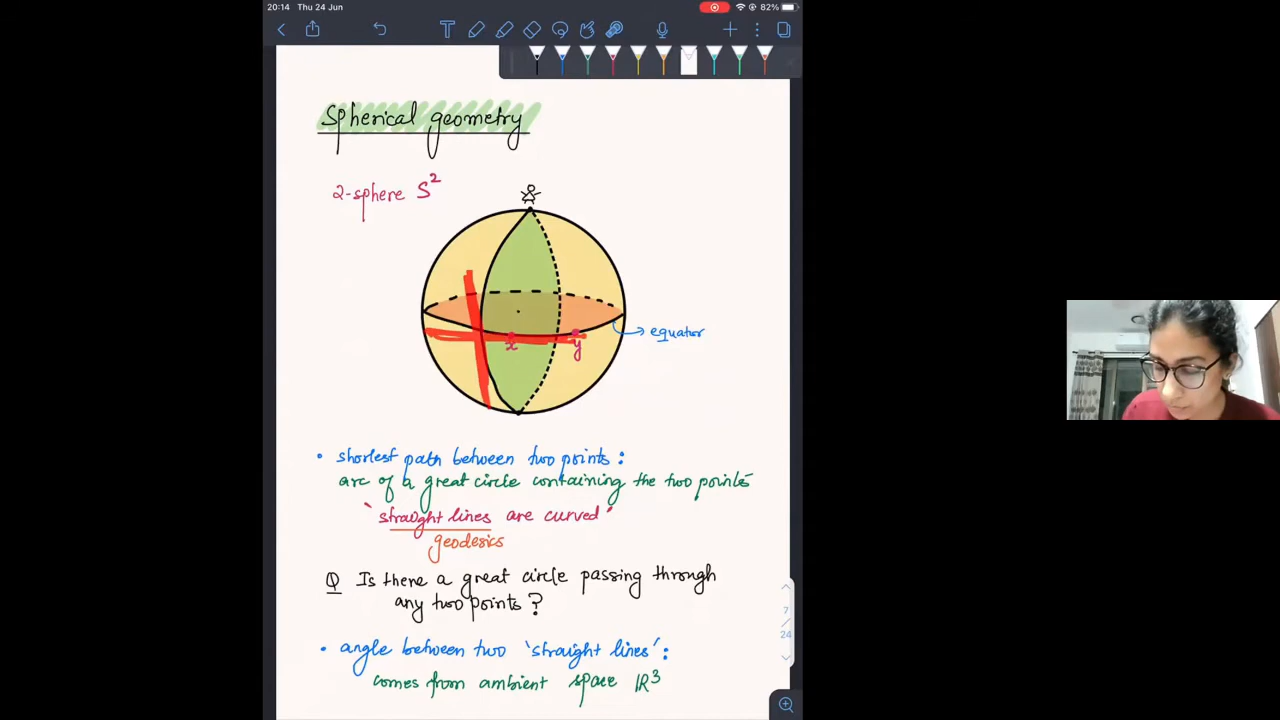 20:14 Thu 24 Jun
82%
Spherical geometry
2-sphere S²
equator
x
y
• shortest path between two points :
arc of a great circle containing the two points
'straight lines are curved'
geodesics
Q Is there a great circle passing through
any two points ?
7
/
24
• angle between two 'straight lines' :
comes from ambient space ℝ³